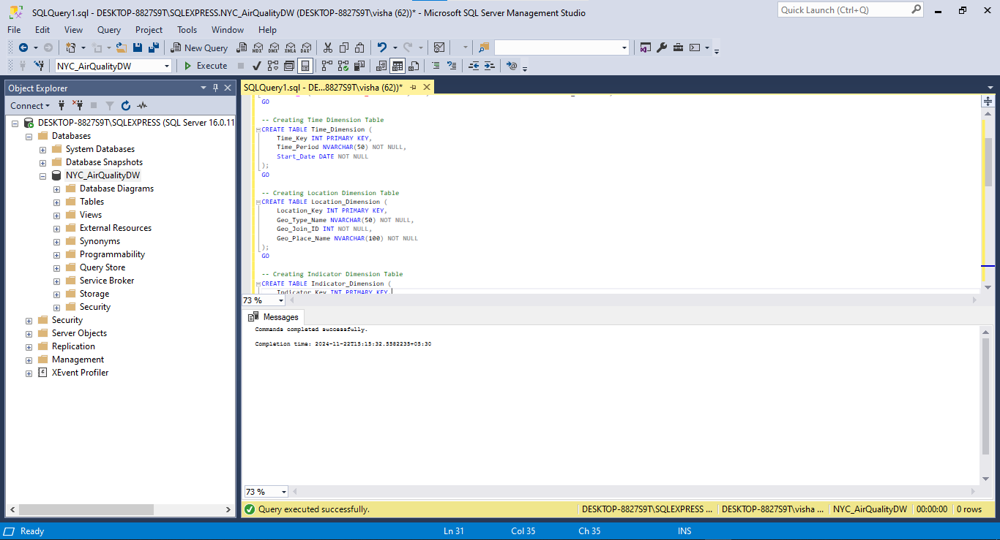 SQLQuery1.sql - DESKTOP-8827S9T\SQLEXPRESS.NYC_AirQualityDW (DESKTOP-8827S9T\visha (62))* - Microsoft SQL Server Management Studio
Quick Launch (Ctrl+Q)
File Edit View Query Project Tools Window Help
New Query MDX DMX XMLA DAX
NYC_AirQualityDW Execute
Object Explorer
Connect
DESKTOP-8827S9T\SQLEXPRESS (SQL Server 16.0.11
Databases
System Databases
Database Snapshots
NYC_AirQualityDW
Database Diagrams
Tables
Views
External Resources
Synonyms
Programmability
Query Store
Service Broker
Storage
Security
Security
Server Objects
Replication
Management
XEvent Profiler
SQLQuery1.sql - DE...8827S9T\visha (62))*
GO
-- Creating Time Dimension Table
CREATE TABLE Time_Dimension (
Time_Key INT PRIMARY KEY,
Time_Period NVARCHAR(50) NOT NULL,
Start_Date DATE NOT NULL
);
GO
-- Creating Location Dimension Table
CREATE TABLE Location_Dimension (
Location_Key INT PRIMARY KEY,
Geo_Type_Name NVARCHAR(50) NOT NULL,
Geo_Join_ID INT NOT NULL,
Geo_Place_Name NVARCHAR(100) NOT NULL
);
GO
-- Creating Indicator Dimension Table
CREATE TABLE Indicator_Dimension (
Indicator_Key INT PRIMARY KEY,
73 %
Messages
Commands completed successfully.
Completion time: 2024-11-22T15:15:32.5582235+05:30
73 %
Query executed successfully. DESKTOP-8827S9T\SQLEXPRESS ... DESKTOP-8827S9T\visha ... NYC_AirQualityDW 00:00:00 0 rows
Ready Ln 31 Col 35 Ch 35 INS